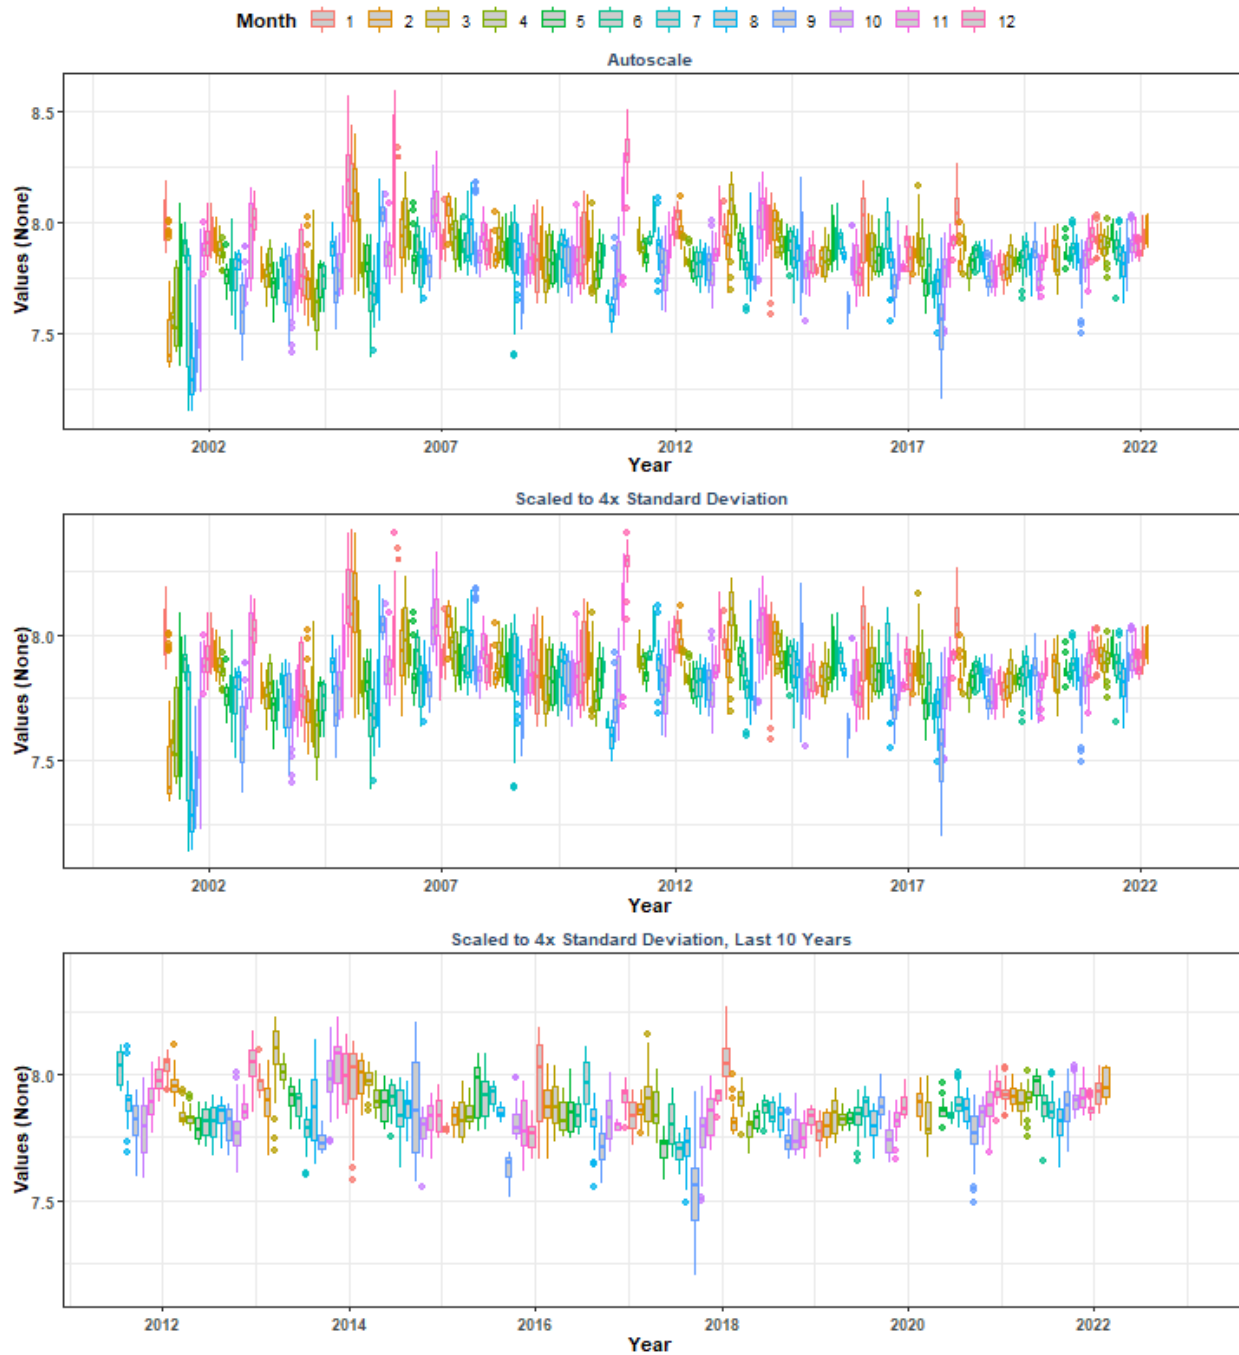 Month 1 2 3 4 5 6 7 8 9 10 11 12
Autoscale
Values (None)
8.5
8.0
7.5
2002 2007 2012 2017 2022
Year
Scaled to 4x Standard Deviation
Values (None)
8.0
7.5
2002 2007 2012 2017 2022
Year
Scaled to 4x Standard Deviation, Last 10 Years
Values (None)
8.0
7.5
2012 2014 2016 2018 2020 2022
Year